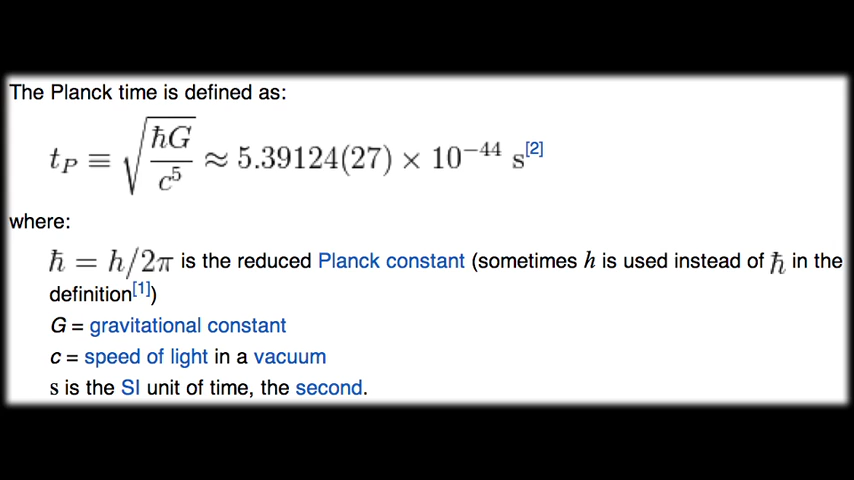 The Planck time is defined as:
t_P ≡ √(ħG/c⁵) ≈ 5.39124(27) × 10⁻⁴⁴ s[2]
where:
ħ = h/2π is the reduced Planck constant (sometimes h is used instead of ħ in the
definition[1])
G = gravitational constant
c = speed of light in a vacuum
s is the SI unit of time, the second.